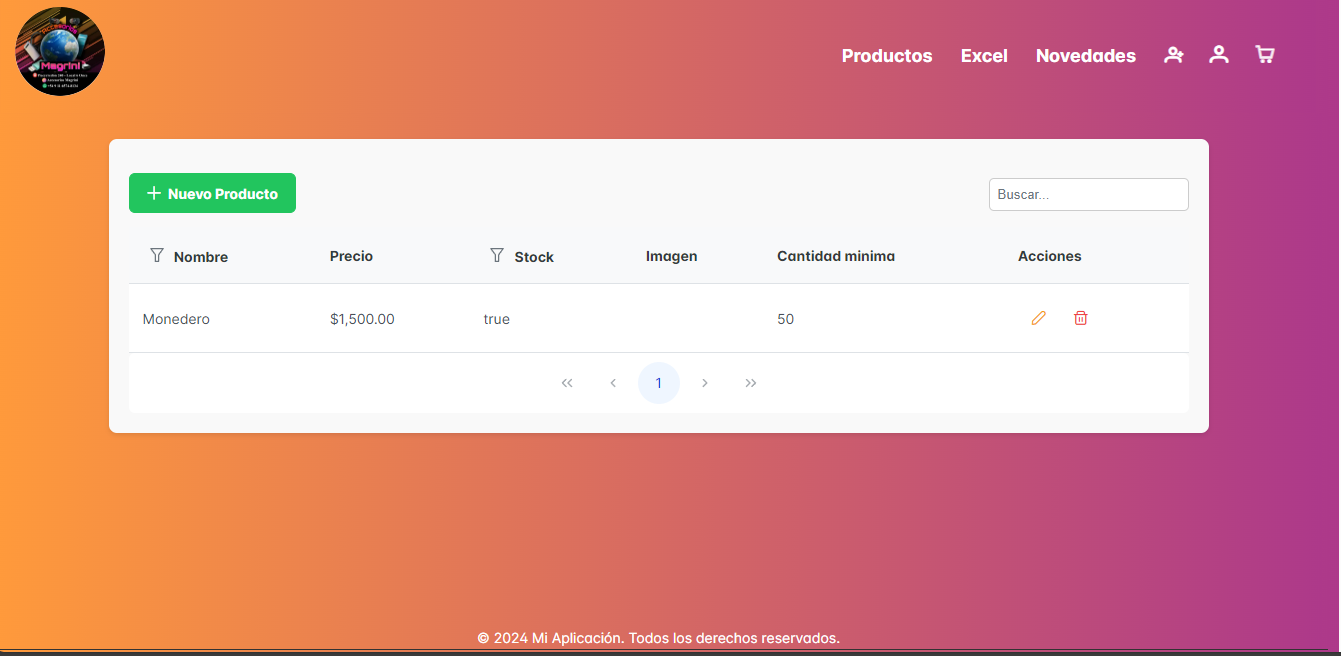 Accesorios
Magrini
Productos Excel Novedades
Nuevo Producto
Buscar...
Nombre Precio Stock Imagen Cantidad minima Acciones
Monedero $1,500.00 true 50
1
© 2024 Mi Aplicación. Todos los derechos reservados.